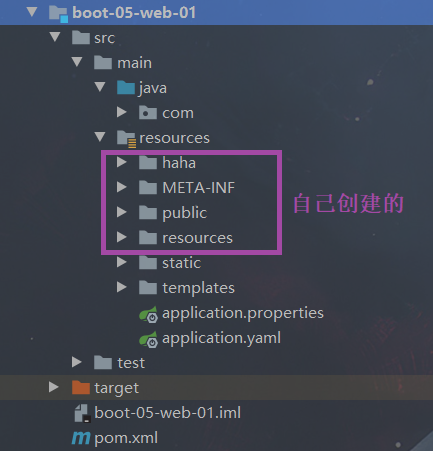 boot-05-web-01
src
main
java
com
resources
haha
META-INF
public
resources
自己创建的
static
templates
application.properties
application.yaml
test
target
boot-05-web-01.iml
m pom.xml